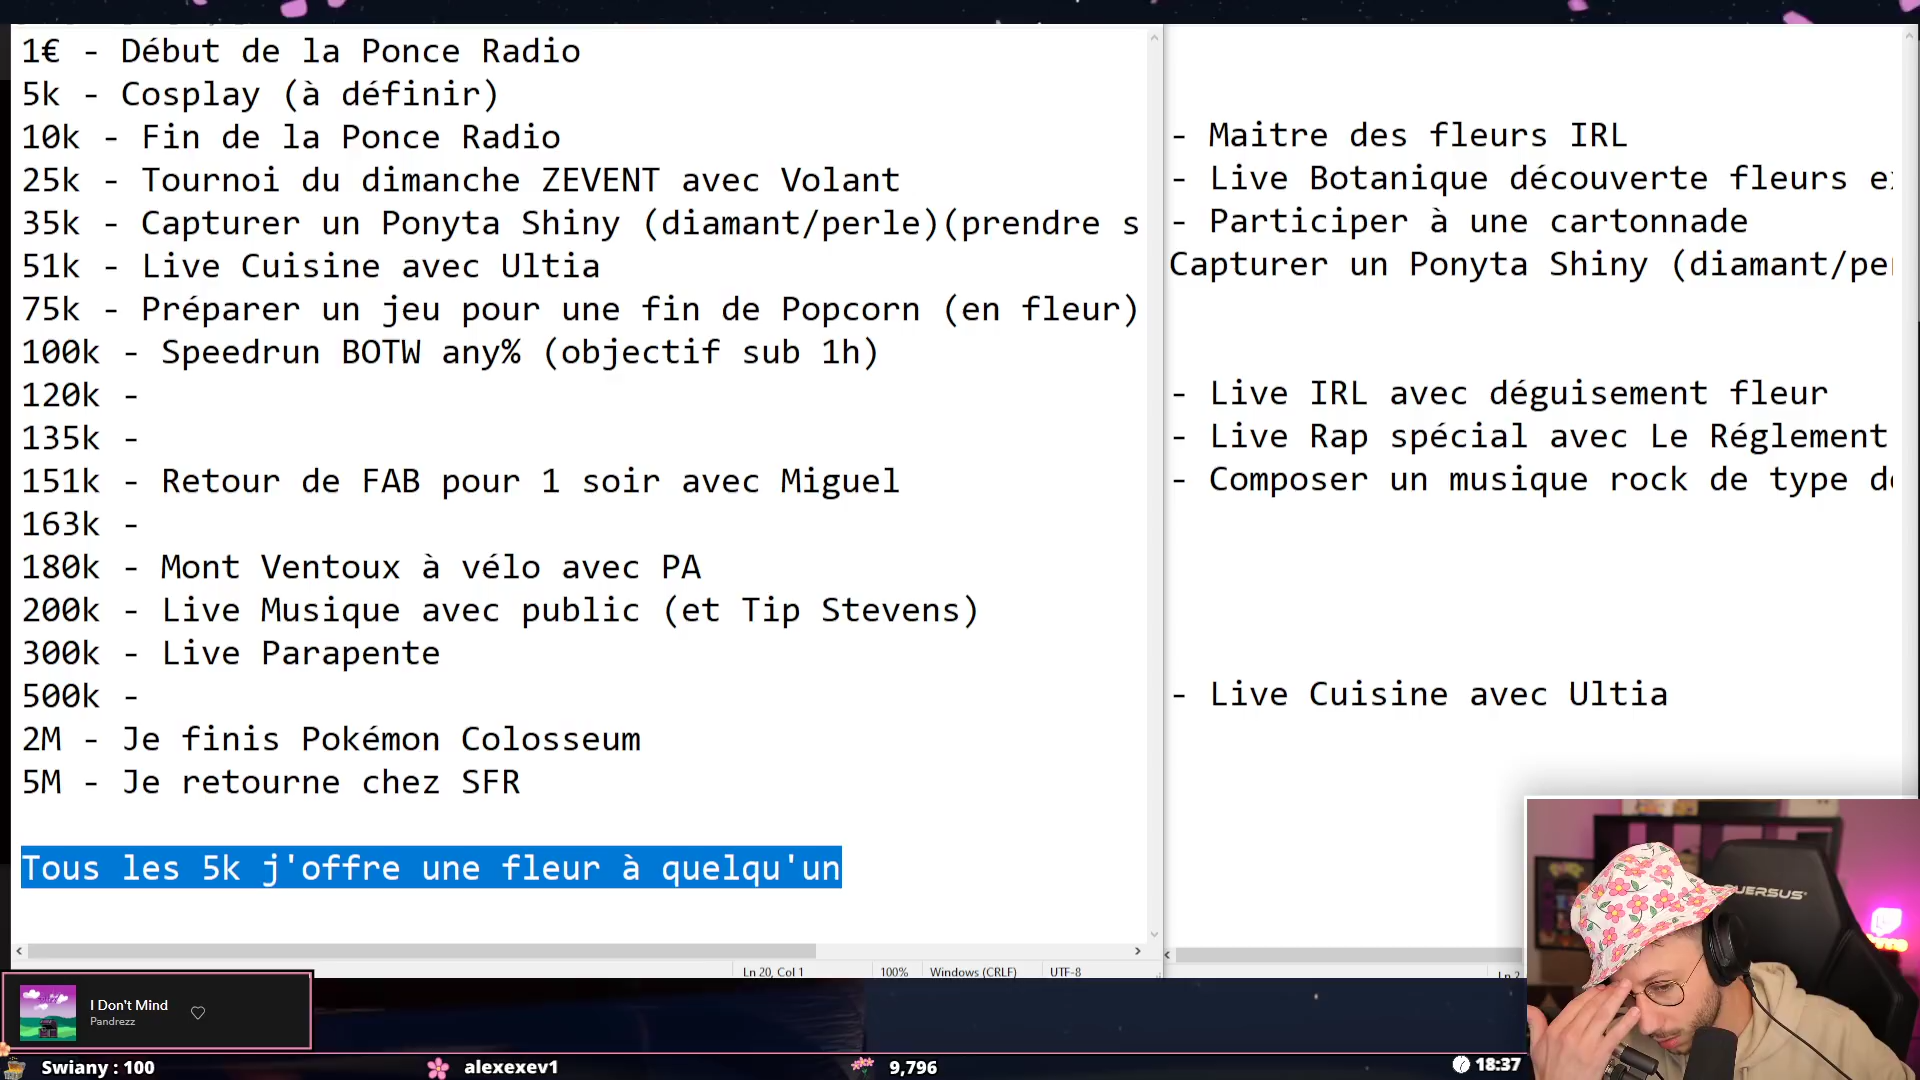 1€ - Début de la Ponce Radio
5k - Cosplay (à définir)
10k - Fin de la Ponce Radio
25k - Tournoi du dimanche ZEVENT avec Volant
35k - Capturer un Ponyta Shiny (diamant/perle)(prendre s
51k - Live Cuisine avec Ultia
75k - Préparer un jeu pour une fin de Popcorn (en fleur)
100k - Speedrun BOTW any% (objectif sub 1h)
120k -
135k -
151k - Retour de FAB pour 1 soir avec Miguel
163k -
180k - Mont Ventoux à vélo avec PA
200k - Live Musique avec public (et Tip Stevens)
300k - Live Parapente
500k -
2M - Je finis Pokémon Colosseum
5M - Je retourne chez SFR
Tous les 5k j'offre une fleur à quelqu'un
Ln 20, Col 1 100% Windows (CRLF) UTF-8
- Maitre des fleurs IRL
- Live Botanique découverte fleurs e
- Participer à une cartonnade
Capturer un Ponyta Shiny (diamant/pe
- Live IRL avec déguisement fleur
- Live Rap spécial avec Le Réglement
- Composer un musique rock de type d
- Live Cuisine avec Ultia
Ln 2
I Don't Mind
Pandrezz
Swiany : 100
alexexev1
9,796
18:37